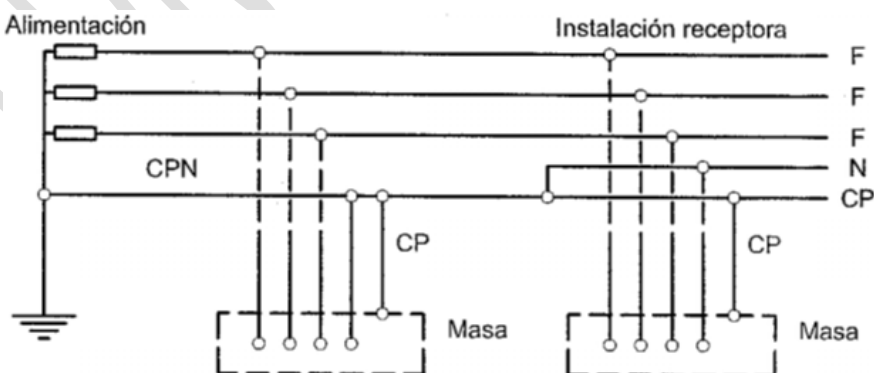 Alimentación
Instalación receptora
F
F
F
CPN
N
CP
CP
CP
Masa
Masa